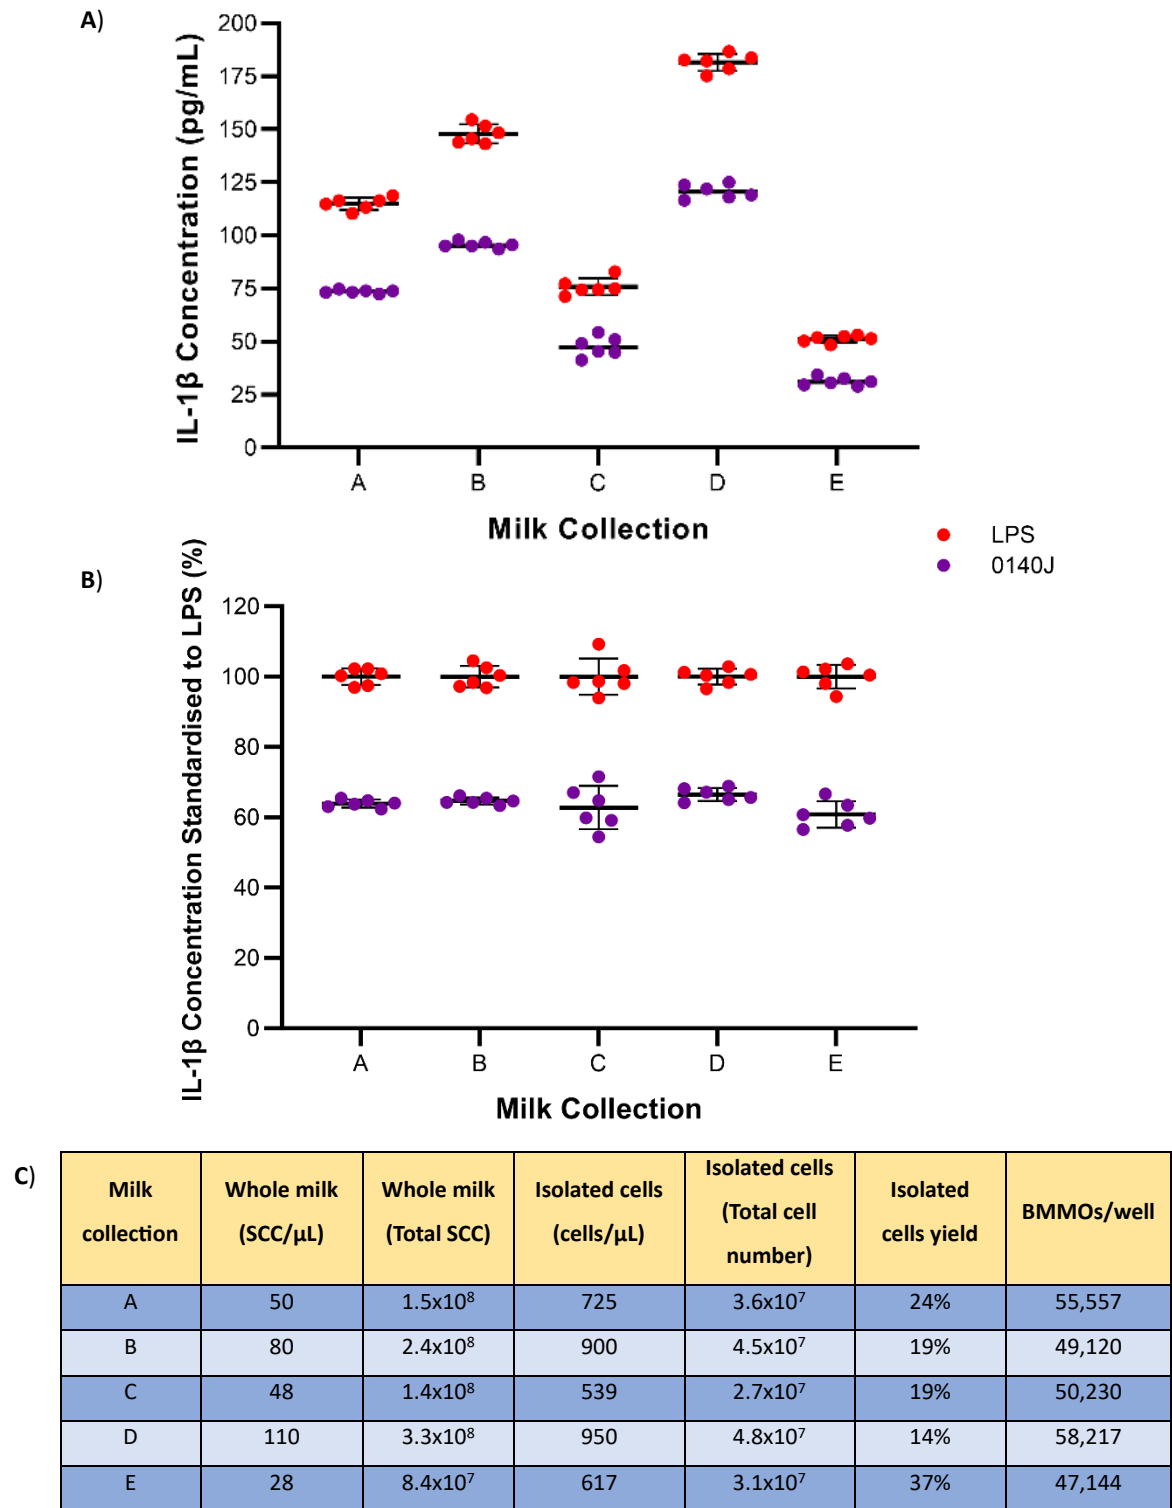 A)
IL-1β Concentration (pg/mL)
200
175
150
125
100
75
50
25
0
A B C D E
Milk Collection
LPS
0140J
B)
IL-1β Concentration Standardised to LPS (%)
120
100
80
60
40
20
0
A B C D E
Milk Collection
C)
Milk collection | Whole milk (SCC/µL) | Whole milk (Total SCC) | Isolated cells (cells/µL) | Isolated cells (Total cell number) | Isolated cells yield | BMMOs/well
A | 50 | 1.5x10⁸ | 725 | 3.6x10⁷ | 24% | 55,557
B | 80 | 2.4x10⁸ | 900 | 4.5x10⁷ | 19% | 49,120
C | 48 | 1.4x10⁸ | 539 | 2.7x10⁷ | 19% | 50,230
D | 110 | 3.3x10⁸ | 950 | 4.8x10⁷ | 14% | 58,217
E | 28 | 8.4x10⁷ | 617 | 3.1x10⁷ | 37% | 47,144